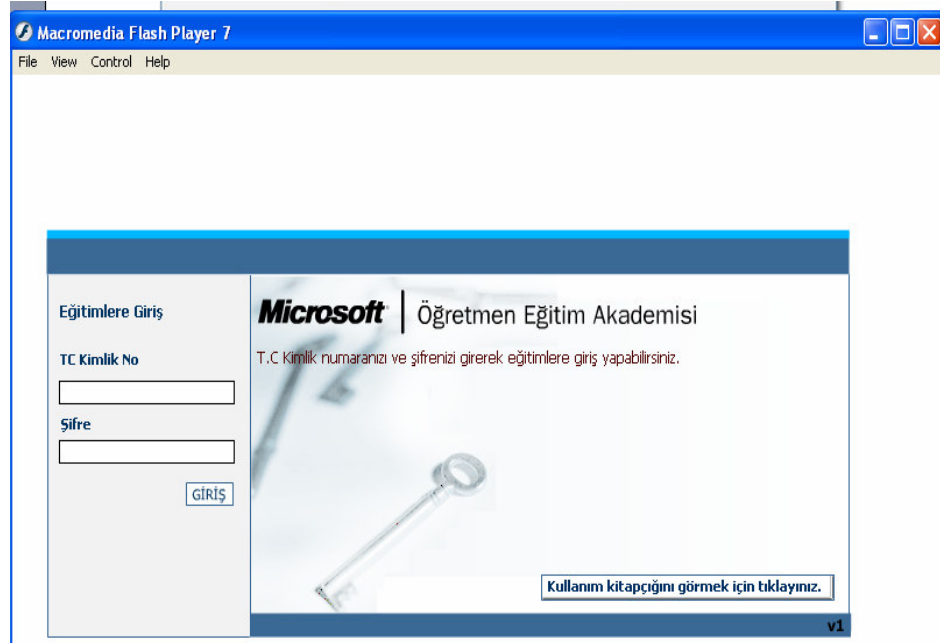 Macromedia Flash Player 7
File View Control Help
Eğitimlere Giriş
TC Kimlik No
Şifre
GİRİŞ
Microsoft | Öğretmen Eğitim Akademisi
T.C Kimlik numaranızı ve şifrenizi girerek eğitimlere giriş yapabilirsiniz.
Kullanım kitapçığını görmek için tıklayınız.
v1